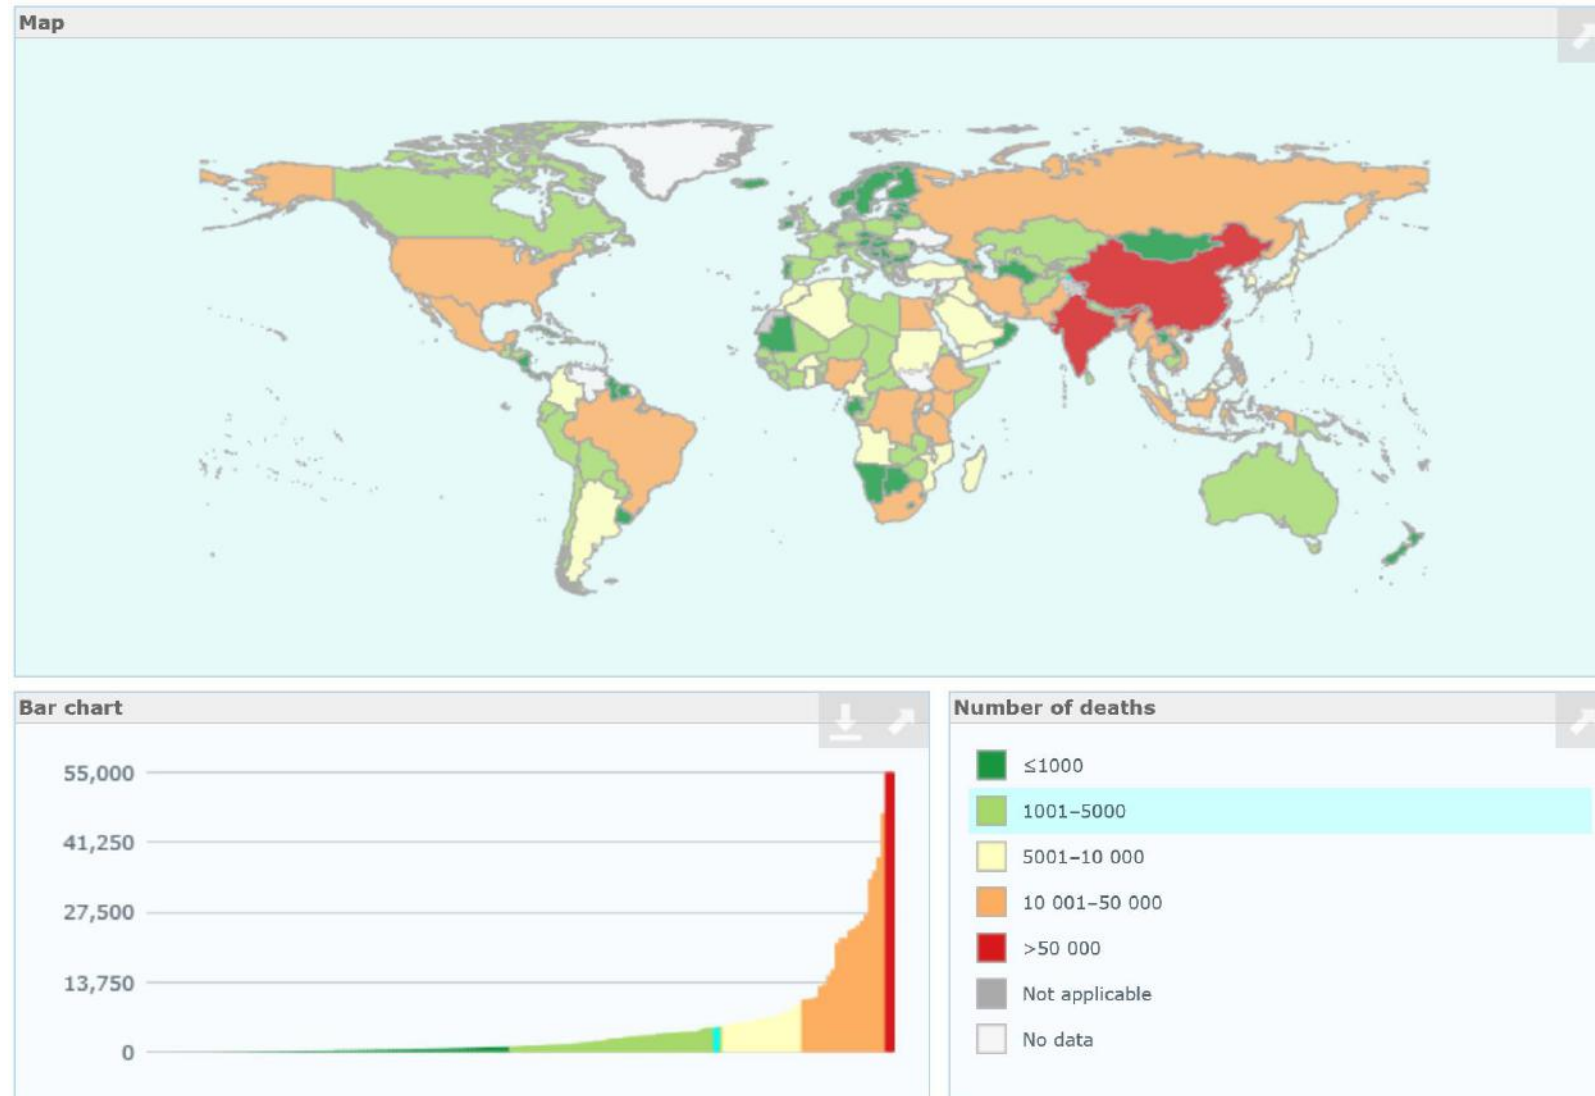 Map
Bar chart
55,000
41,250
27,500
13,750
0
Number of deaths
≤1000
1001–5000
5001–10 000
10 001–50 000
>50 000
Not applicable
No data